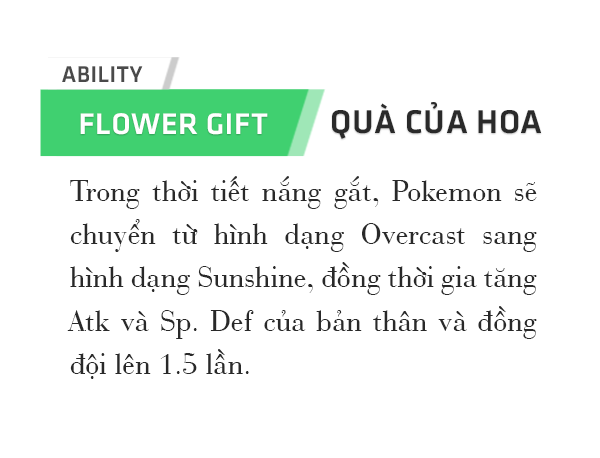 ABILITY
FLOWER GIFT
QUÀ CỦA HOA
Trong thời tiết nắng gắt, Pokemon sẽ
chuyển từ hình dạng Overcast sang
hình dạng Sunshine, đồng thời gia tăng
Atk và Sp. Def của bản thân và đồng
đội lên 1.5 lần.